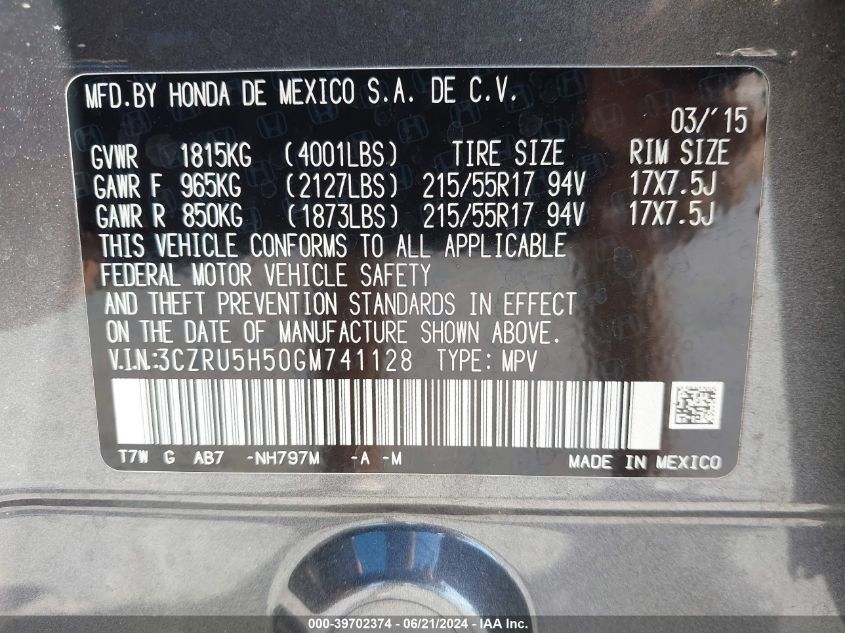 MFD.BY HONDA DE MEXICO S.A. DE C.V.
03/'15
GVWR 1815KG (4001LBS) TIRE SIZE RIM SIZE
GAWR F 965KG (2127LBS) 215/55R17 94V 17X7.5J
GAWR R 850KG (1873LBS) 215/55R17 94V 17X7.5J
THIS VEHICLE CONFORMS TO ALL APPLICABLE
FEDERAL MOTOR VEHICLE SAFETY
AND THEFT PREVENTION STANDARDS IN EFFECT
ON THE DATE OF MANUFACTURE SHOWN ABOVE.
V.I.N.:3CZRU5H50GM741128 TYPE: MPV
T7W G AB7 -NH797M -A -M MADE IN MEXICO
000-39702374 | 06/21/2024 | IAA Inc.